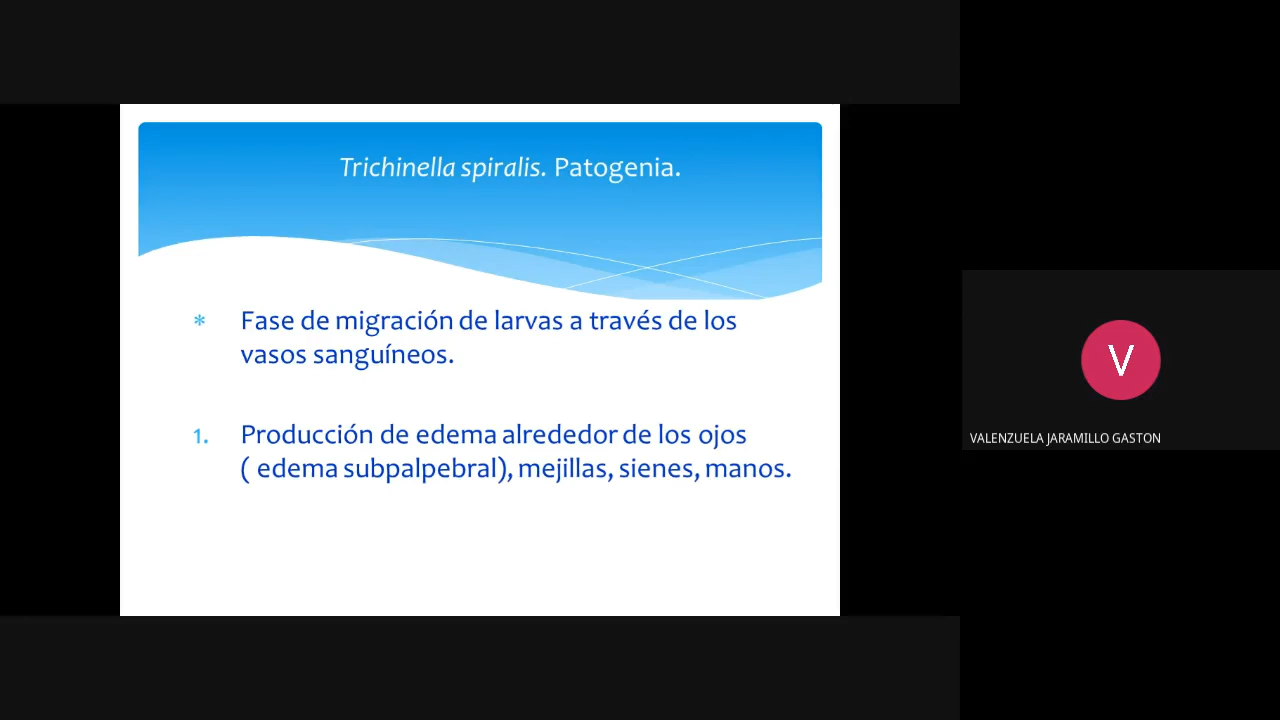 Trichinella spiralis. Patogenia.
* Fase de migración de larvas a través de los
vasos sanguíneos.
1. Producción de edema alrededor de los ojos
( edema subpalpebral), mejillas, sienes, manos.
V
VALENZUELA JARAMILLO GASTON